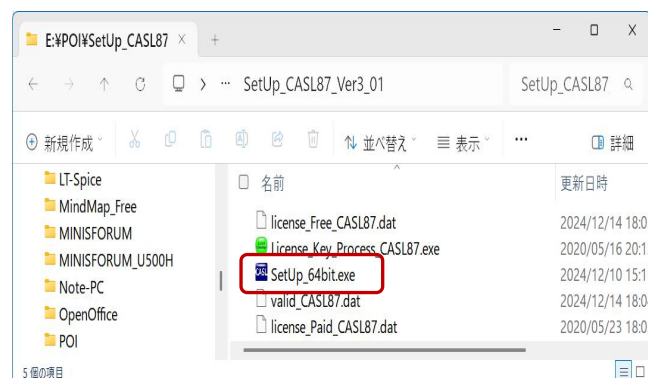 E:¥POI¥SetUp_CASL87
SetUp_CASL87_Ver3_01
SetUp_CASL87
新規作成
並べ替え
表示
詳細
LT-Spice
MindMap_Free
MINISFORUM
MINISFORUM_U500H
Note-PC
OpenOffice
POI
名前
更新日時
license_Free_CASL87.dat
2024/12/14 18:0
License_Key_Process_CASL87.exe
2020/05/16 20:1
CASL
SetUp_64bit.exe
2024/12/10 15:1
valid_CASL87.dat
2024/12/14 18:0
license_Paid_CASL87.dat
2020/05/23 18:0
5 個の項目